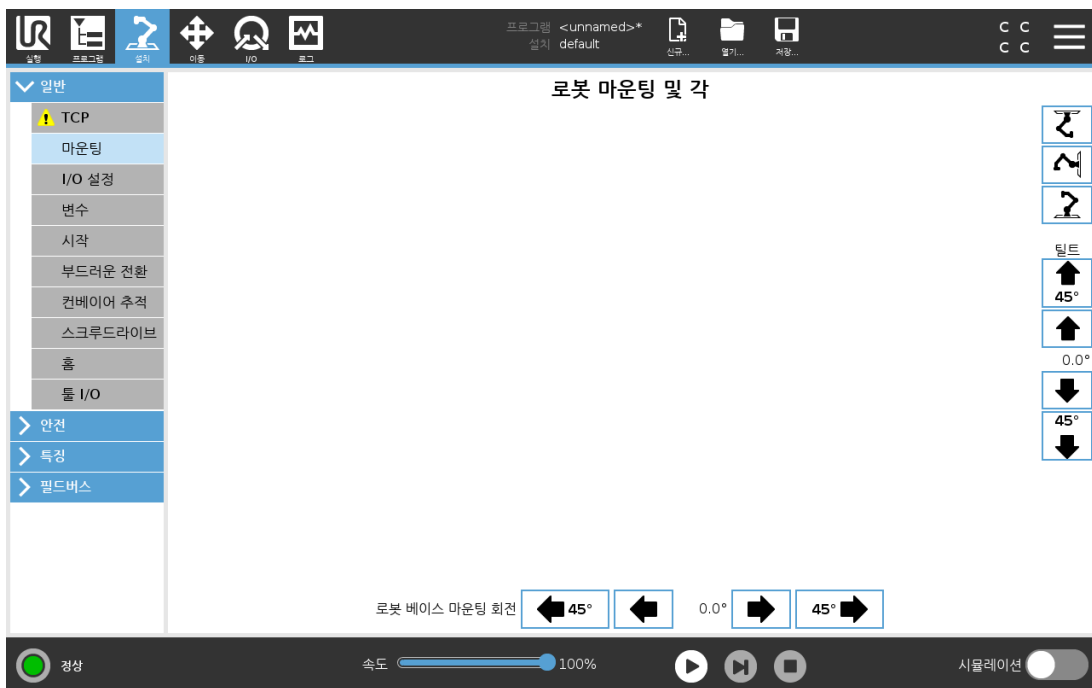 UR
프로그램 <unnamed>*
설치 default
C C
C C
실행 프로그램 설치 이동 I/O 로그 신규... 열기... 저장...
일반
TCP
마운팅
I/O 설정
변수
시작
부드러운 전환
컨베이어 추적
스크루드라이브
홈
툴 I/O
안전
특징
필드버스
로봇 마운팅 및 각
틸트
45°
0.0°
45°
로봇 베이스 마운팅 회전 45° 0.0° 45°
정상 속도 100% 시뮬레이션